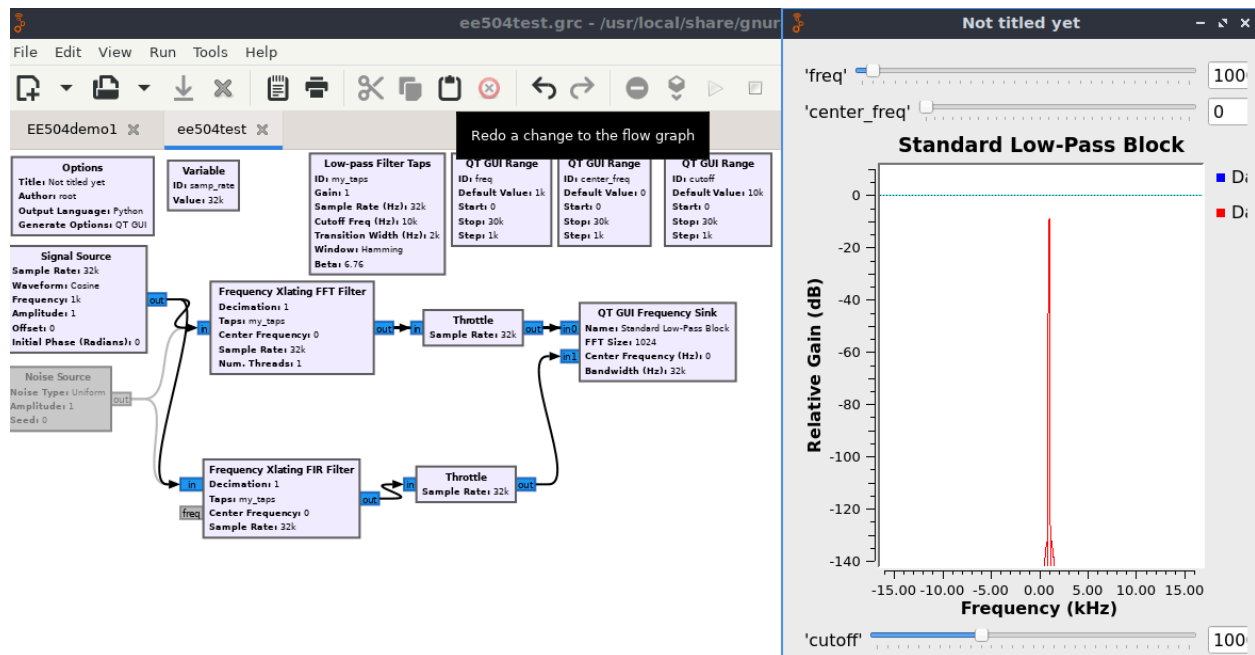 ee504test.grc - /usr/local/share/gnur
Not titled yet
File Edit View Run Tools Help
EE504demo1
ee504test
Redo a change to the flow graph
Options
Title: Not titled yet
Author: root
Output Language: Python
Generate Options: QT GUI
Variable
ID: samp_rate
Value: 32k
Low-pass Filter Taps
ID: my_taps
Gain: 1
Sample Rate (Hz): 32k
Cutoff Freq (Hz): 10k
Transition Width (Hz): 2k
Window: Hamming
Beta: 6.76
QT GUI Range
ID: freq
Default Value: 1k
Start: 0
Stop: 30k
Step: 1k
QT GUI Range
ID: center_freq
Default Value: 0
Start: 0
Stop: 30k
Step: 1k
QT GUI Range
ID: cutoff
Default Value: 10k
Start: 0
Stop: 30k
Step: 1k
Signal Source
Sample Rate: 32k
Waveform: Cosine
Frequency: 1k
Amplitude: 1
Offset: 0
Initial Phase (Radians): 0
out
Noise Source
Noise Type: Uniform
Amplitude: 1
Seed: 0
out
in
Frequency Xlating FFT Filter
Decimation: 1
Taps: my_taps
Center Frequency: 0
Sample Rate: 32k
Num. Threads: 1
out
in
Throttle
Sample Rate: 32k
out
in0
in1
QT GUI Frequency Sink
Name: Standard Low-Pass Block
FFT Size: 1024
Center Frequency (Hz): 0
Bandwidth (Hz): 32k
in
freq
Frequency Xlating FIR Filter
Decimation: 1
Taps: my_taps
Center Frequency: 0
Sample Rate: 32k
out
in
Throttle
Sample Rate: 32k
out
'freq'
100
'center_freq'
0
Standard Low-Pass Block
Da
Da
Relative Gain (dB)
0
-20
-40
-60
-80
-100
-120
-140
-15.00 -10.00 -5.00 0.00 5.00 10.00 15.00
Frequency (kHz)
'cutoff'
100